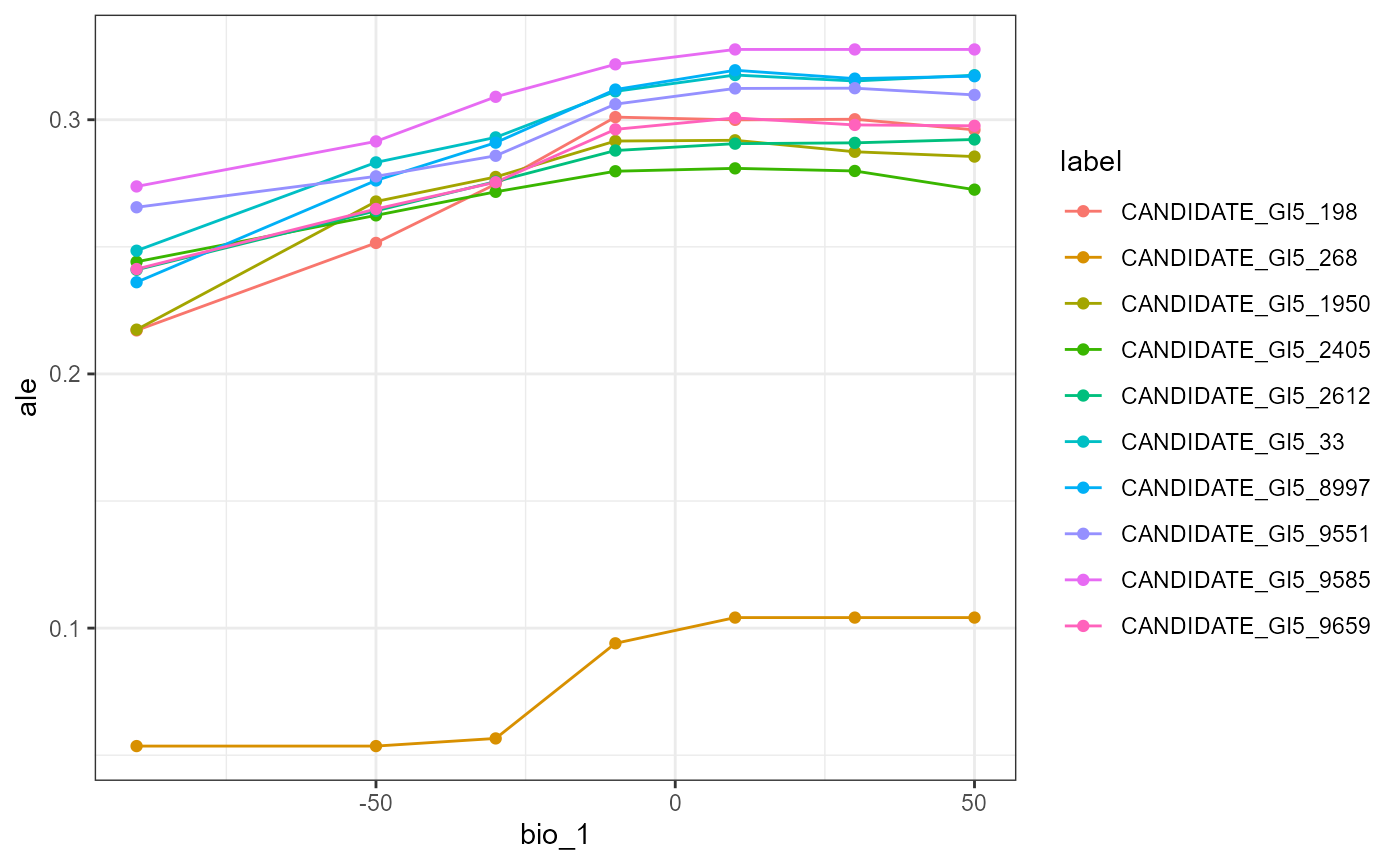 ale
0.3
0.2
0.1
-50
0
50
bio_1
label
CANDIDATE_GI5_198
CANDIDATE_GI5_268
CANDIDATE_GI5_1950
CANDIDATE_GI5_2405
CANDIDATE_GI5_2612
CANDIDATE_GI5_33
CANDIDATE_GI5_8997
CANDIDATE_GI5_9551
CANDIDATE_GI5_9585
CANDIDATE_GI5_9659